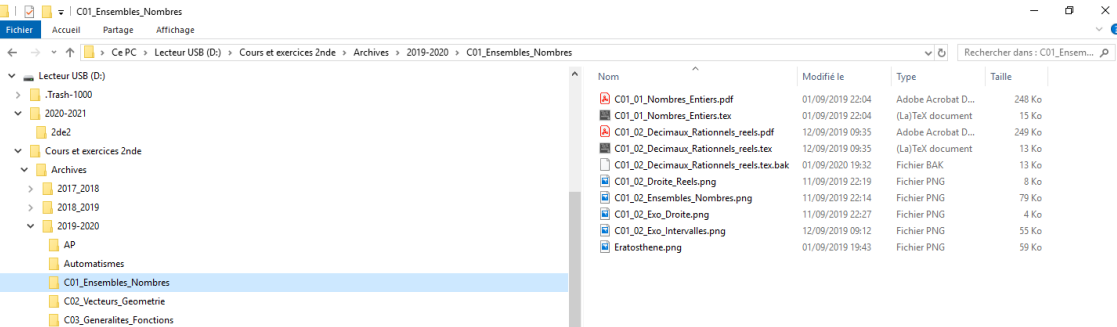 C01_Ensembles_Nombres
Fichier Accueil Partage Affichage
Ce PC > Lecteur USB (D:) > Cours et exercices 2nde > Archives > 2019-2020 > C01_Ensembles_Nombres
Rechercher dans : C01_Ensem...
Lecteur USB (D:)
.Trash-1000
2020-2021
2de2
Cours et exercices 2nde
Archives
2017_2018
2018_2019
2019-2020
AP
Automatismes
C01_Ensembles_Nombres
C02_Vecteurs_Geometrie
C03_Generalites_Fonctions
Nom Modifié le Type Taille
C01_01_Nombres_Entiers.pdf 01/09/2019 22:04 Adobe Acrobat D... 248 Ko
C01_01_Nombres_Entiers.tex 01/09/2019 22:04 (La)TeX document 15 Ko
C01_02_Decimaux_Rationnels_reels.pdf 12/09/2019 09:35 Adobe Acrobat D... 249 Ko
C01_02_Decimaux_Rationnels_reels.tex 12/09/2019 09:35 (La)TeX document 13 Ko
C01_02_Decimaux_Rationnels_reels.tex.bak 01/09/2020 19:32 Fichier BAK 13 Ko
C01_02_Droite_Reels.png 11/09/2019 22:19 Fichier PNG 8 Ko
C01_02_Ensembles_Nombres.png 11/09/2019 22:14 Fichier PNG 79 Ko
C01_02_Exo_Droite.png 11/09/2019 22:27 Fichier PNG 4 Ko
C01_02_Exo_Intervalles.png 12/09/2019 09:12 Fichier PNG 55 Ko
Eratosthene.png 01/09/2019 19:43 Fichier PNG 59 Ko